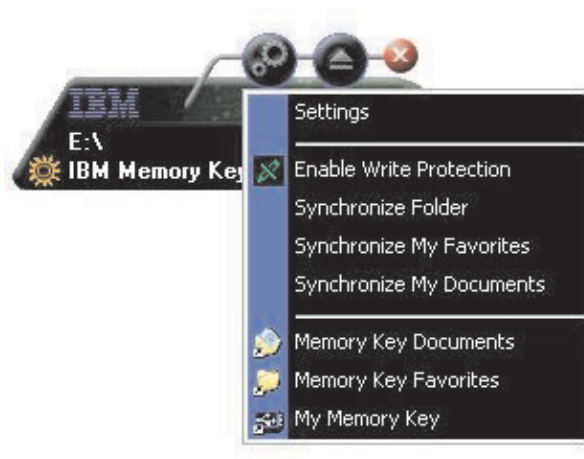 IBM
E:\
IBM Memory Key
Settings
Enable Write Protection
Synchronize Folder
Synchronize My Favorites
Synchronize My Documents
Memory Key Documents
Memory Key Favorites
My Memory Key